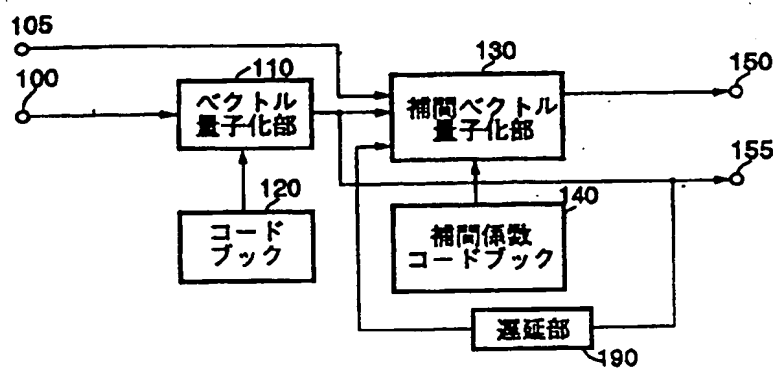 105
100
110
ベクトル
量子化部
120
コード
ブック
130
補間ベクトル
量子化部
140
補間係数
コードブック
150
155
遅延部
190